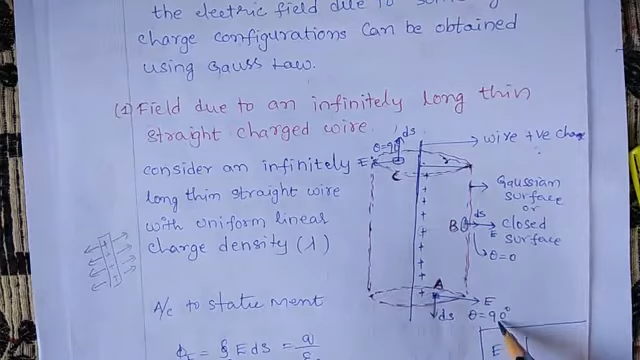 the electric field due to
charge configurations can be obtained
using Gauss Law.
(1) Field due to an infinitely long thin
straight charged wire.
consider an infinitely
long thin straight wire
with uniform linear
charge density (λ)
A/c to statement
ϕE = ∮ E ds = q/ε
ds
θ=90
E
C
r
wire +ve charge
Gaussian
surface
or
closed
surface
B
ds
E
θ=0
A
E
ds
θ=90°
E